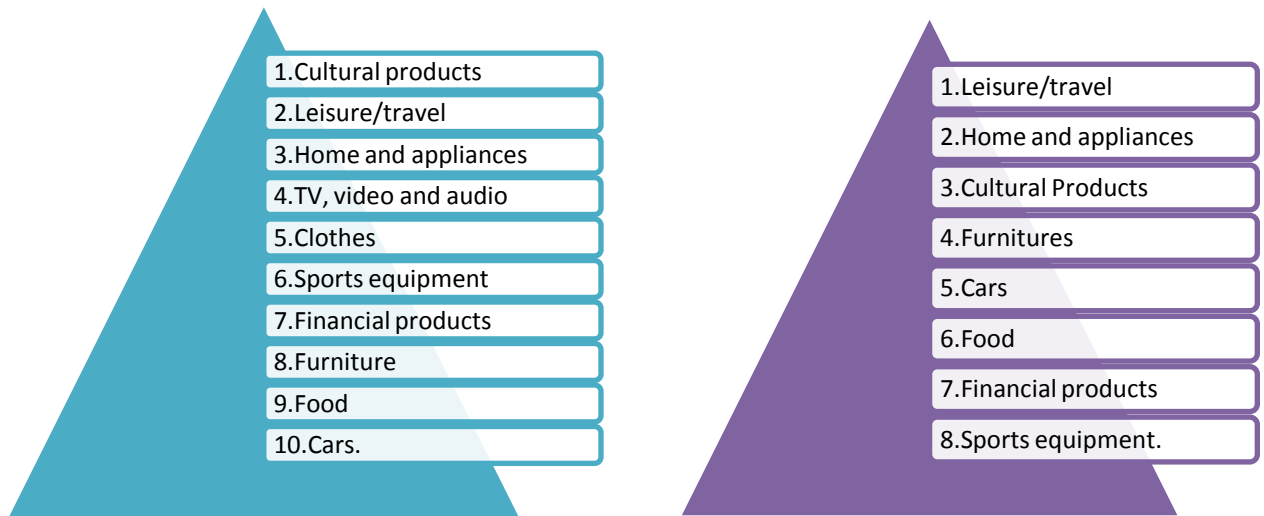 1.Cultural products
2.Leisure/travel
3.Home and appliances
4.TV, video and audio
5.Clothes
6.Sports equipment
7.Financial products
8.Furniture
9.Food
10.Cars.
1.Leisure/travel
2.Home and appliances
3.Cultural Products
4.Furnitures
5.Cars
6.Food
7.Financial products
8.Sports equipment.